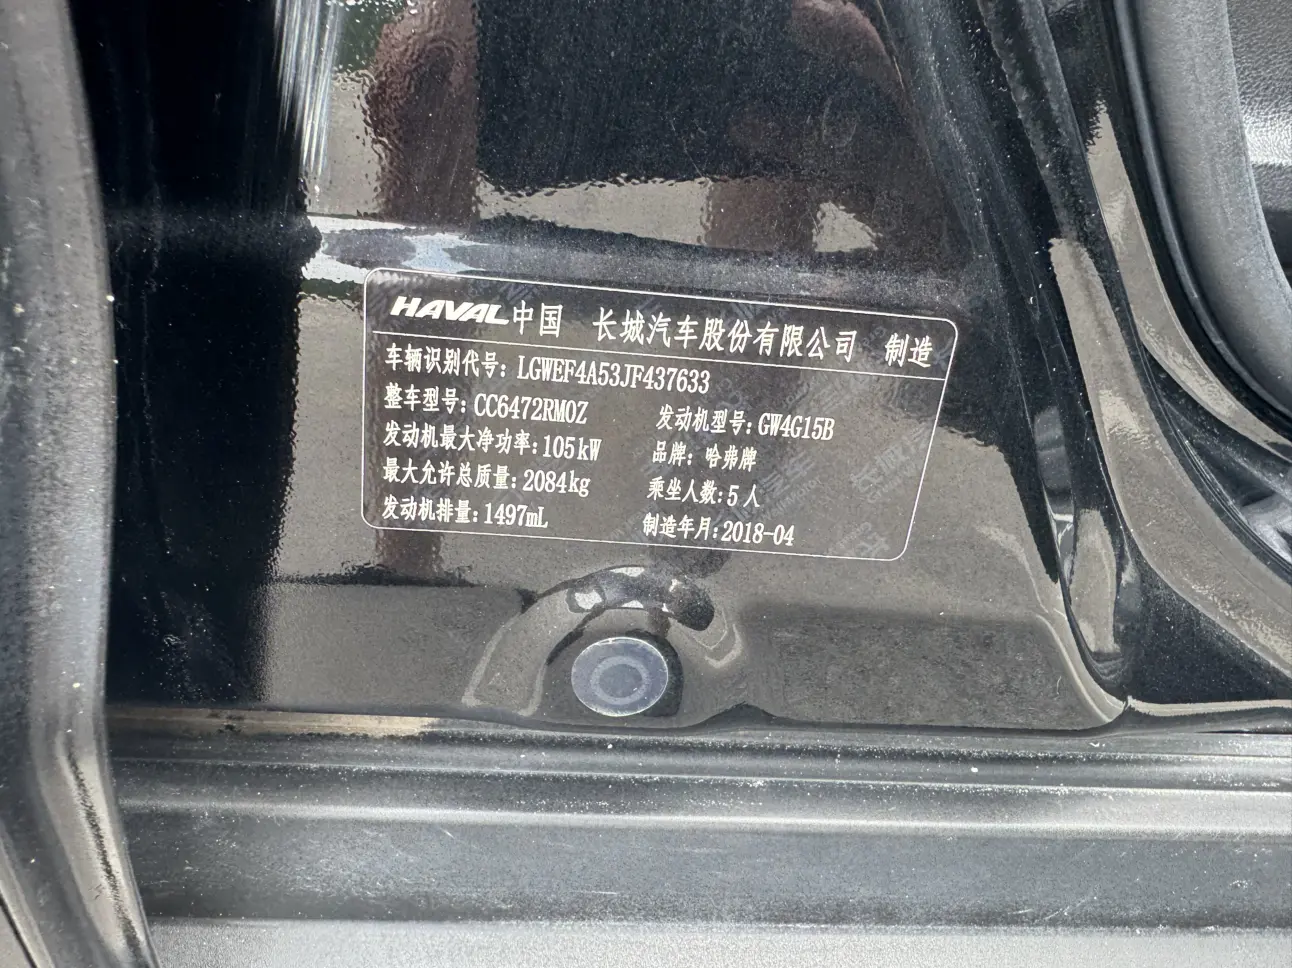 HAVAL中国 长城汽车股份有限公司 制造
车辆识别代号: LGWEF4A53JF437633
整车型号: CC6472RM0Z 发动机型号: GW4G15B
发动机最大净功率: 105kW 品牌: 哈弗牌
最大允许总质量: 2084kg 乘坐人数: 5人
发动机排量: 1497mL 制造年月: 2018-04